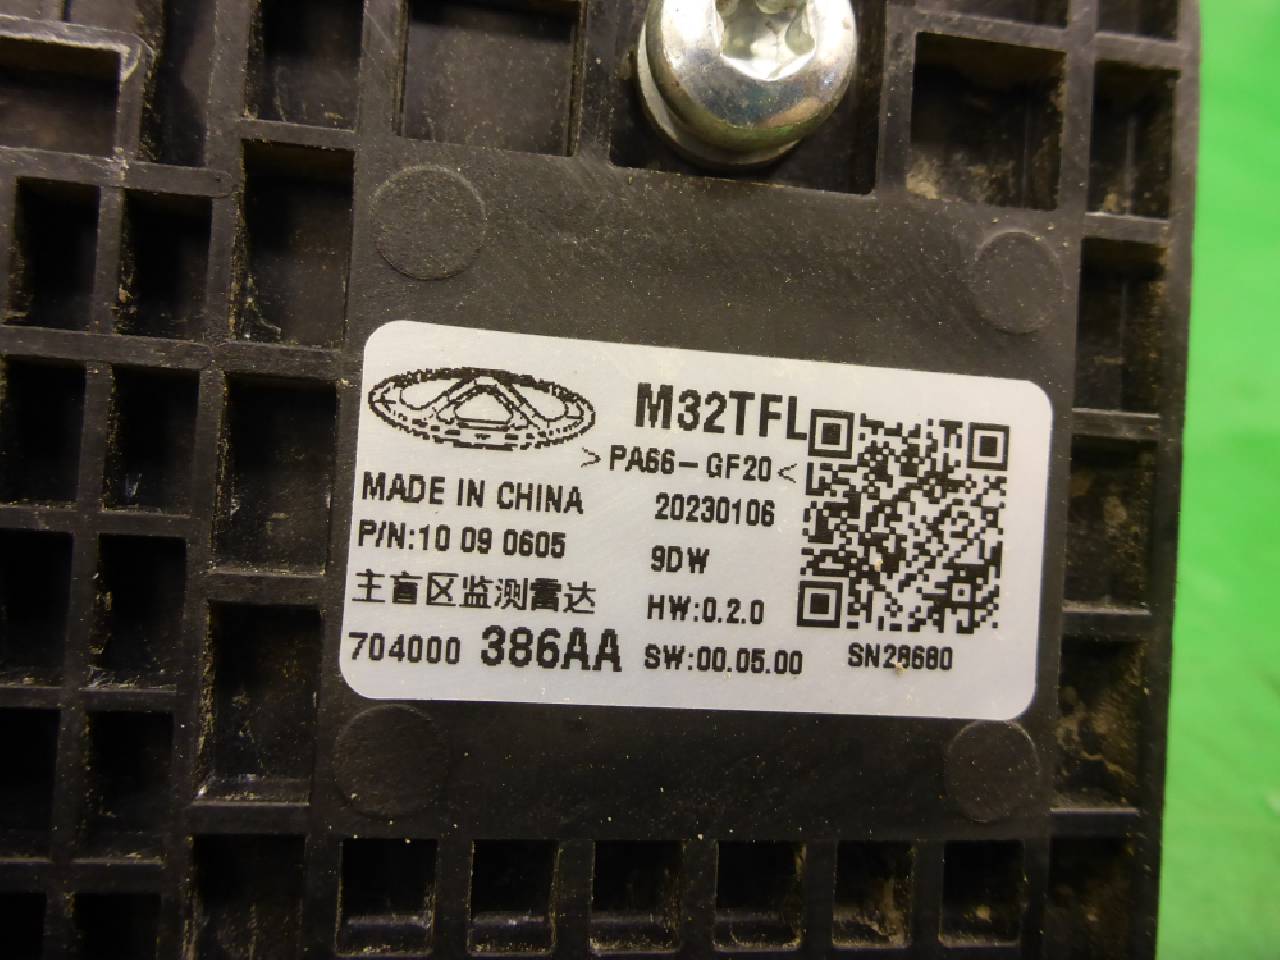 M32TFL
>PA66-GF20<
MADE IN CHINA
20230106
P/N:10 09 0605
9DW
主盲区监测雷达
HW:0.2.0
704000 386AA
SW:00.05.00
SN28680